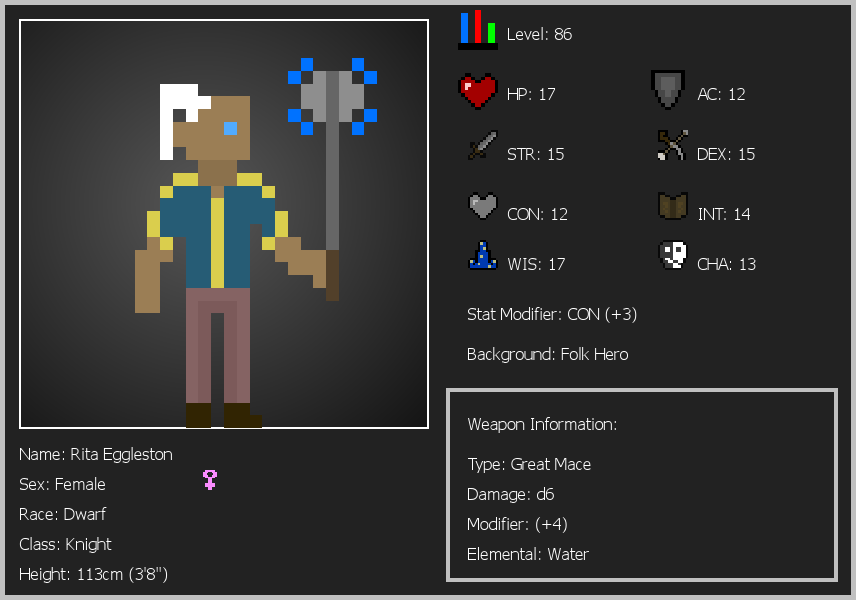 Level: 86
HP: 17
AC: 12
STR: 15
DEX: 15
CON: 12
INT: 14
WIS: 17
CHA: 13
Stat Modifier: CON (+3)
Background: Folk Hero
Weapon Information:
Type: Great Mace
Damage: d6
Modifier: (+4)
Elemental: Water
Name: Rita Eggleston
Sex: Female
Race: Dwarf
Class: Knight
Height: 113cm (3'8")